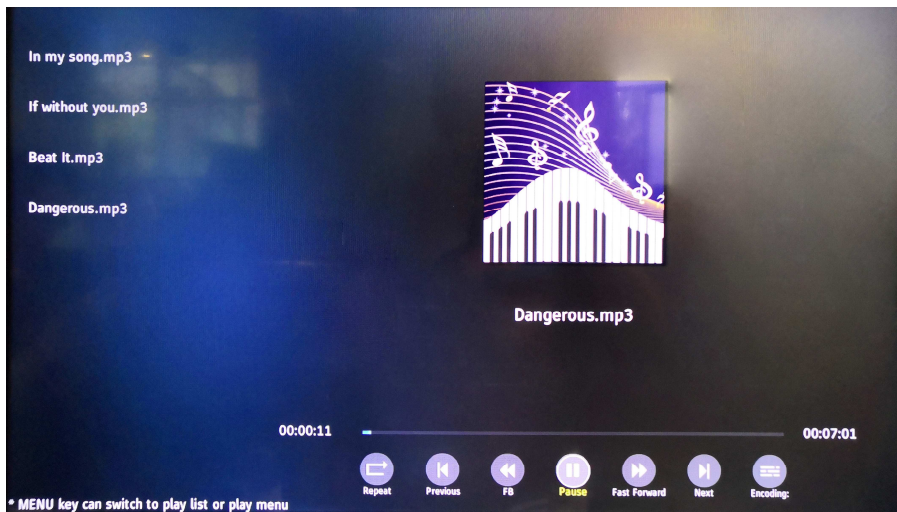 In my song.mp3
If without you.mp3
Beat It.mp3
Dangerous.mp3
Dangerous.mp3
00:00:11
00:07:01
Repeat
Previous
FB
Pause
Fast Forward
Next
Encoding:
* MENU key can switch to play list or play menu